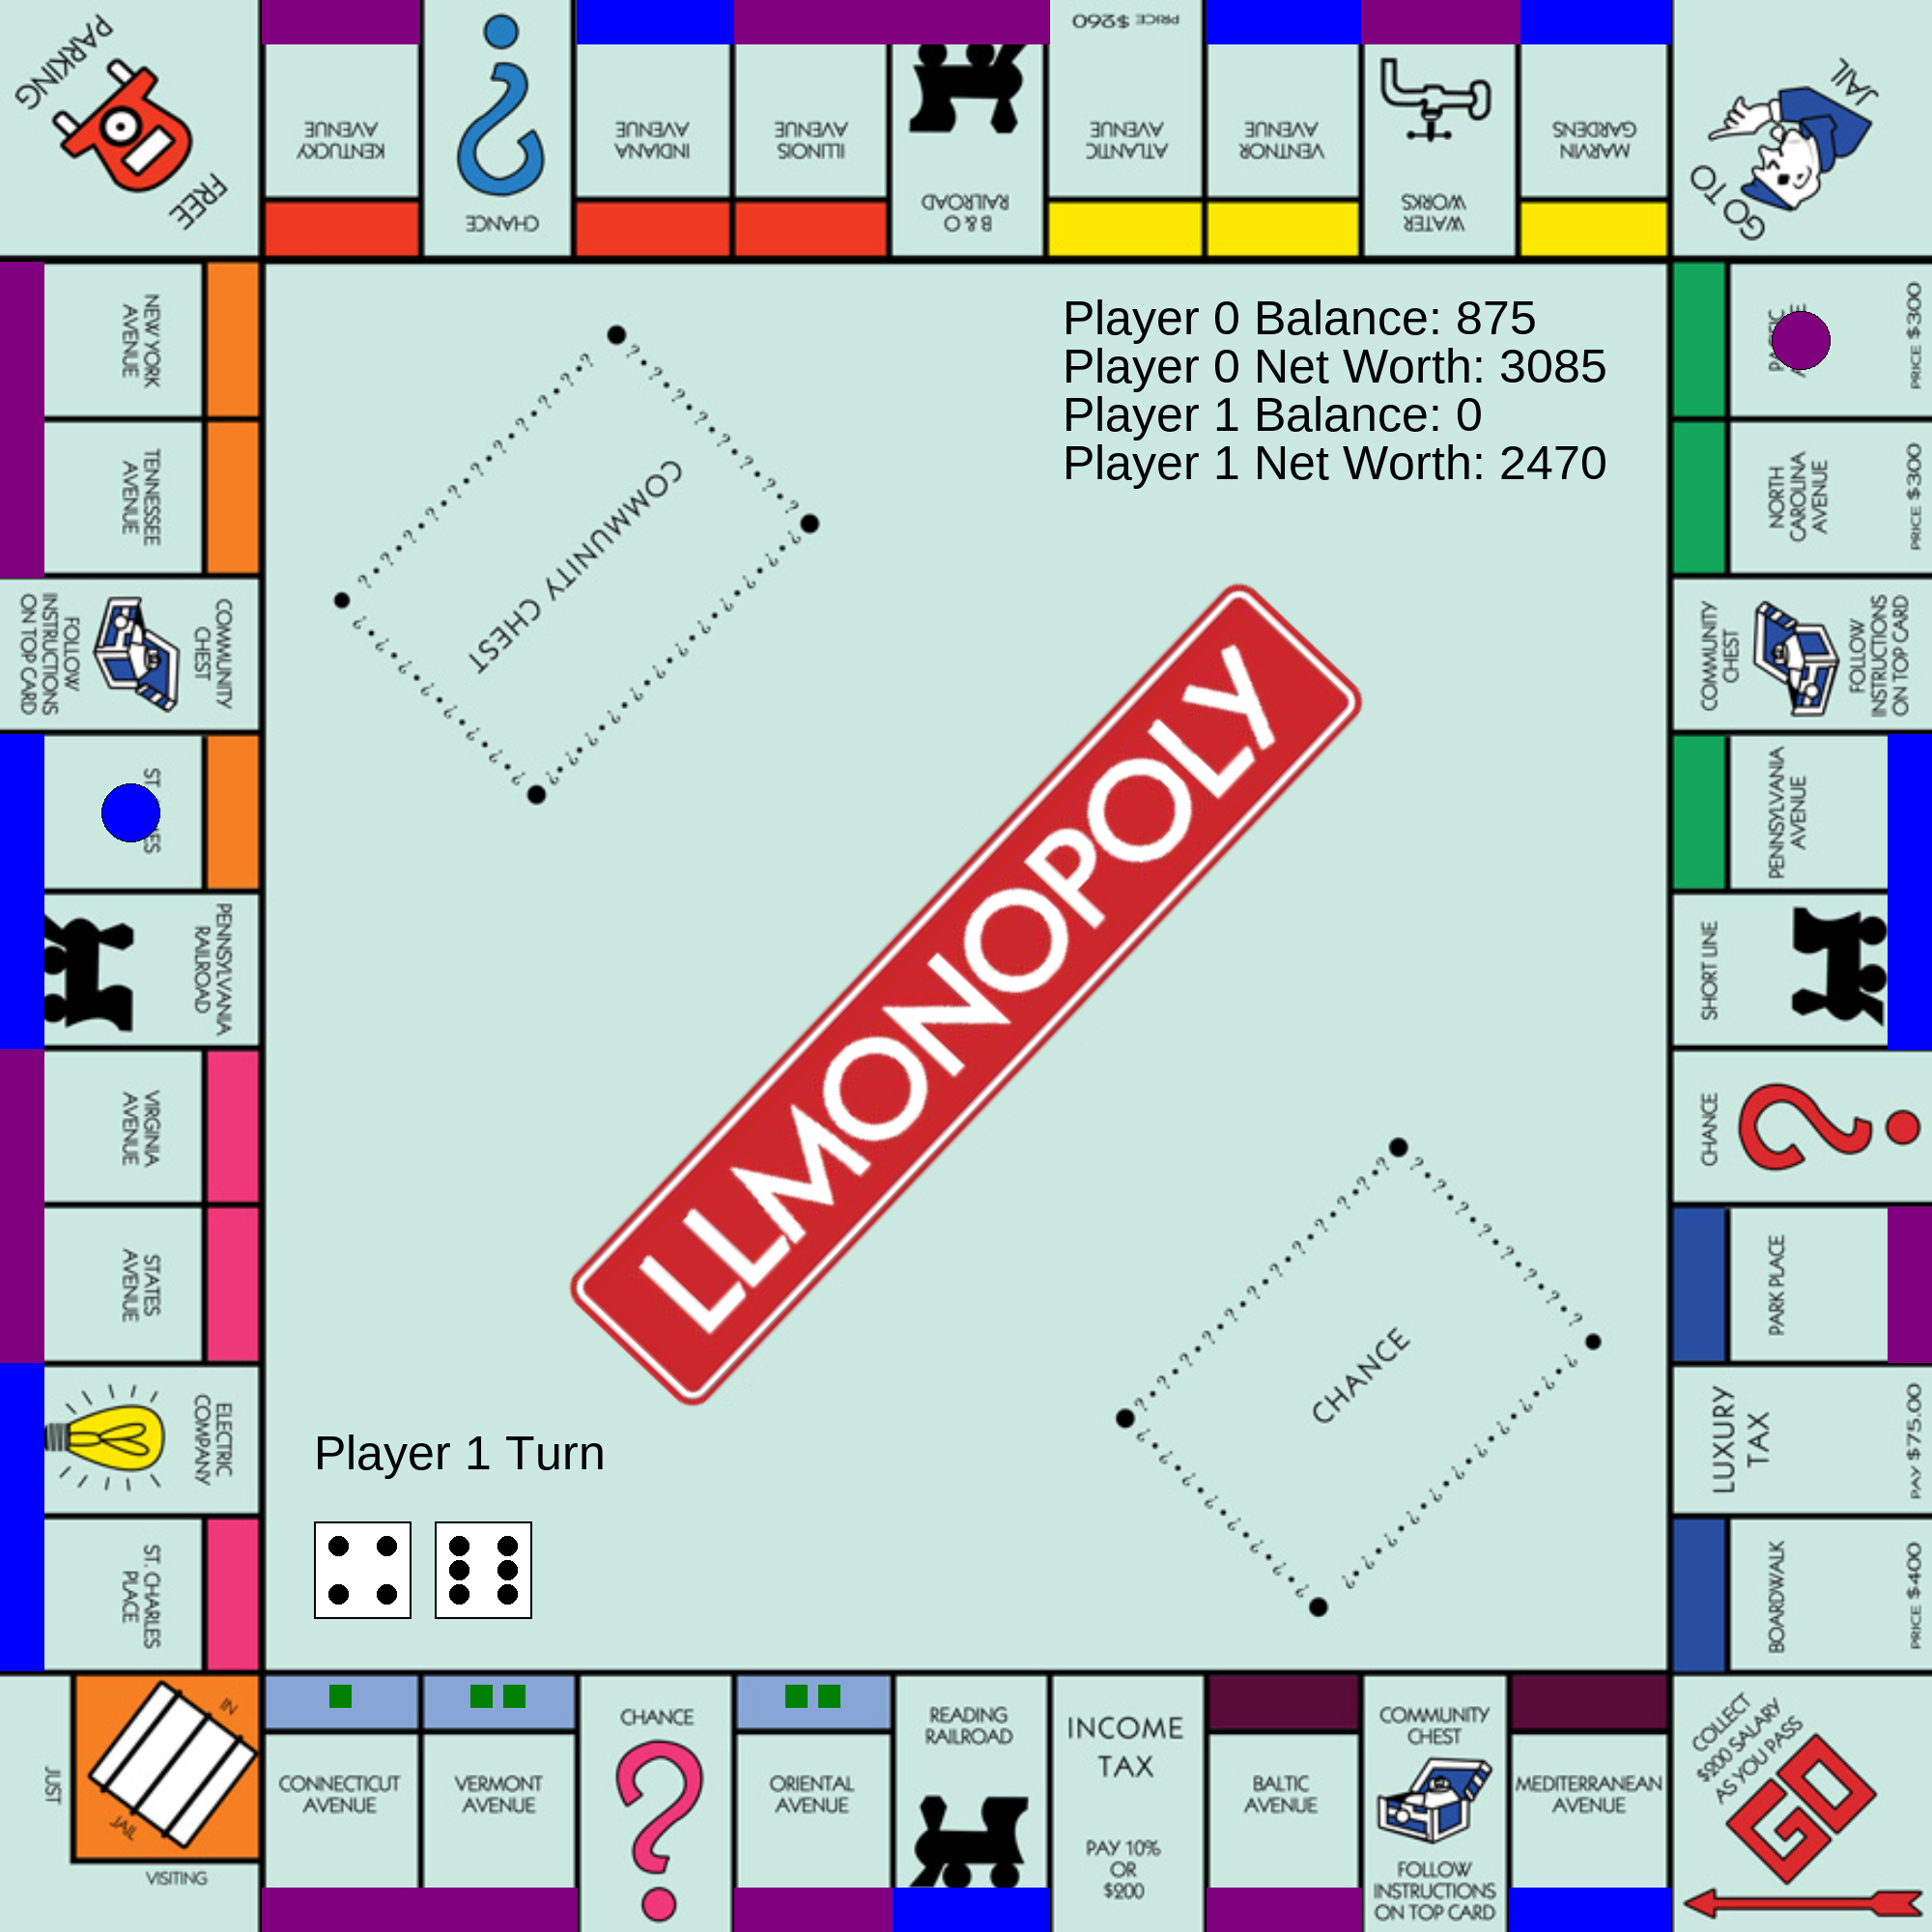 PARKING
FREE
KENTUCKY
AVENUE
CHANCE
INDIANA
AVENUE
ILLINOIS
AVENUE
B & O
RAILROAD
PRICE $260
ATLANTIC
AVENUE
VENTNOR
AVENUE
WATER
WORKS
MARVIN
GARDENS
GO TO
JAIL
NEW YORK
AVENUE
TENNESSEE
AVENUE
COMMUNITY
CHEST
FOLLOW
INSTRUCTIONS
ON TOP CARD
ST
ES
PENNSYLVANIA
RAILROAD
VIRGINIA
AVENUE
STATES
AVENUE
ELECTRIC
COMPANY
ST. CHARLES
PLACE
Player 0 Balance: 875
Player 0 Net Worth: 3085
Player 1 Balance: 0
Player 1 Net Worth: 2470
COMMUNITY CHEST
LLMONOPOLY
CHANCE
Player 1 Turn
PRICE $300
NORTH
CAROLINA
AVENUE
PRICE $300
COMMUNITY
CHEST
FOLLOW
INSTRUCTIONS
ON TOP CARD
PENNSYLVANIA
AVENUE
SHORT LINE
CHANCE
PARK PLACE
LUXURY
TAX
PAY $75.00
BOARDWALK
PRICE $400
JUST
VISITING
IN
JAIL
CONNECTICUT
AVENUE
VERMONT
AVENUE
CHANCE
ORIENTAL
AVENUE
READING
RAILROAD
INCOME
TAX
PAY 10%
OR
$200
BALTIC
AVENUE
COMMUNITY
CHEST
FOLLOW
INSTRUCTIONS
ON TOP CARD
MEDITERRANEAN
AVENUE
COLLECT
$200 SALARY
AS YOU PASS
GO